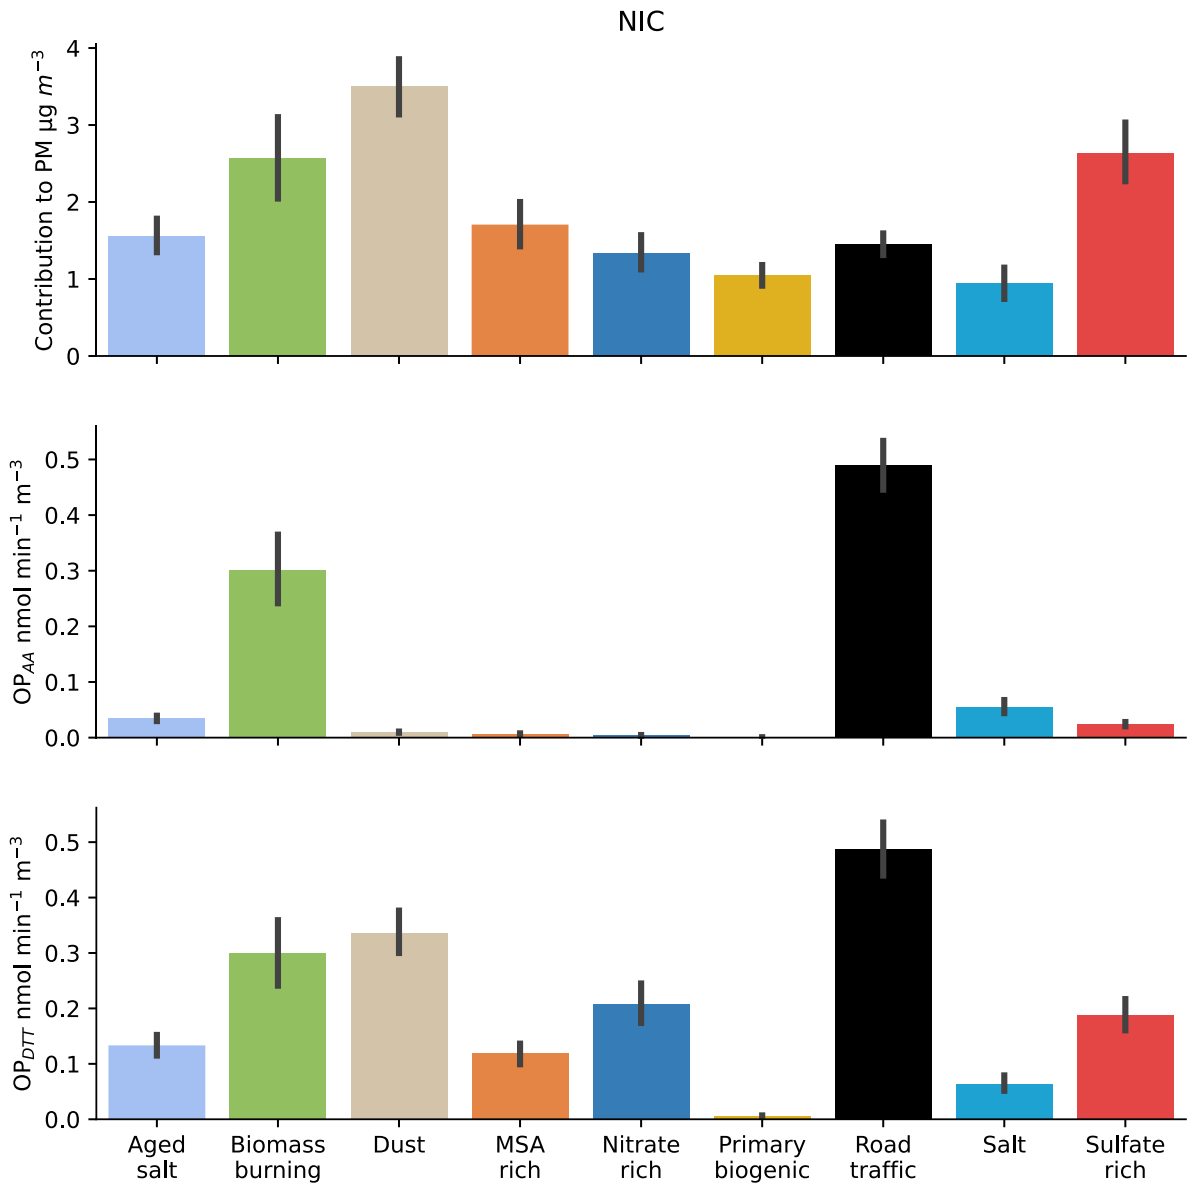 NIC
Contribution to PM µg m⁻³
4
3
2
1
0
OP_AA nmol min⁻¹ m⁻³
0.5
0.4
0.3
0.2
0.1
0.0
OP_DTT nmol min⁻¹ m⁻³
0.5
0.4
0.3
0.2
0.1
0.0
Aged
salt
Biomass
burning
Dust
MSA
rich
Nitrate
rich
Primary
biogenic
Road
traffic
Salt
Sulfate
rich